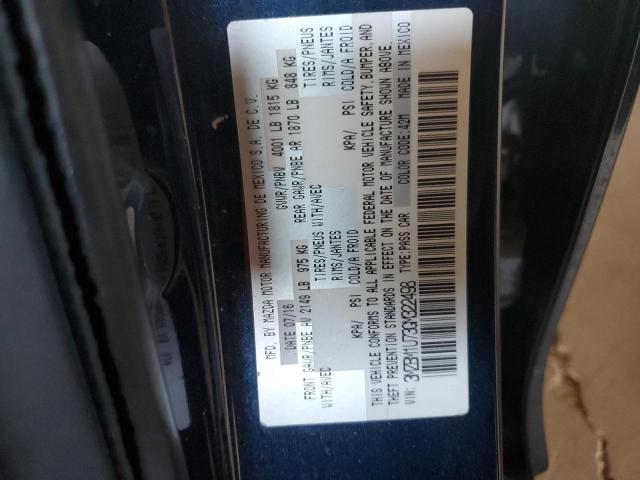 MFD. BY MAZDA MOTOR MANUFACTURING DE MEXICO S.A. DE C.V.
DATE 07/16 GVWR/PNBV 4001 LB 1815 KG
FRONT GAWR/PNBE AV 2149 LB 975 KG REAR GAWR/PNBE AR 1870 LB 848 KG
WITH/AVEC TIRES/PNEUS WITH/AVEC TIRES/PNEUS
RIMS/JANTES RIMS/JANTES
KPA/ PSI COLD/A FROID KPA/ PSI COLD/A FROID
THIS VEHICLE CONFORMS TO ALL APPLICABLE FEDERAL MOTOR VEHICLE SAFETY, BUMPER, AND
THEFT PREVENTION STANDARDS IN EFFECT ON THE DATE OF MANUFACTURE SHOWN ABOVE.
VIN: 3MZBM1U73GM322498 TYPE:PASS CAR COLOR CODE:42M MADE IN MEXICO